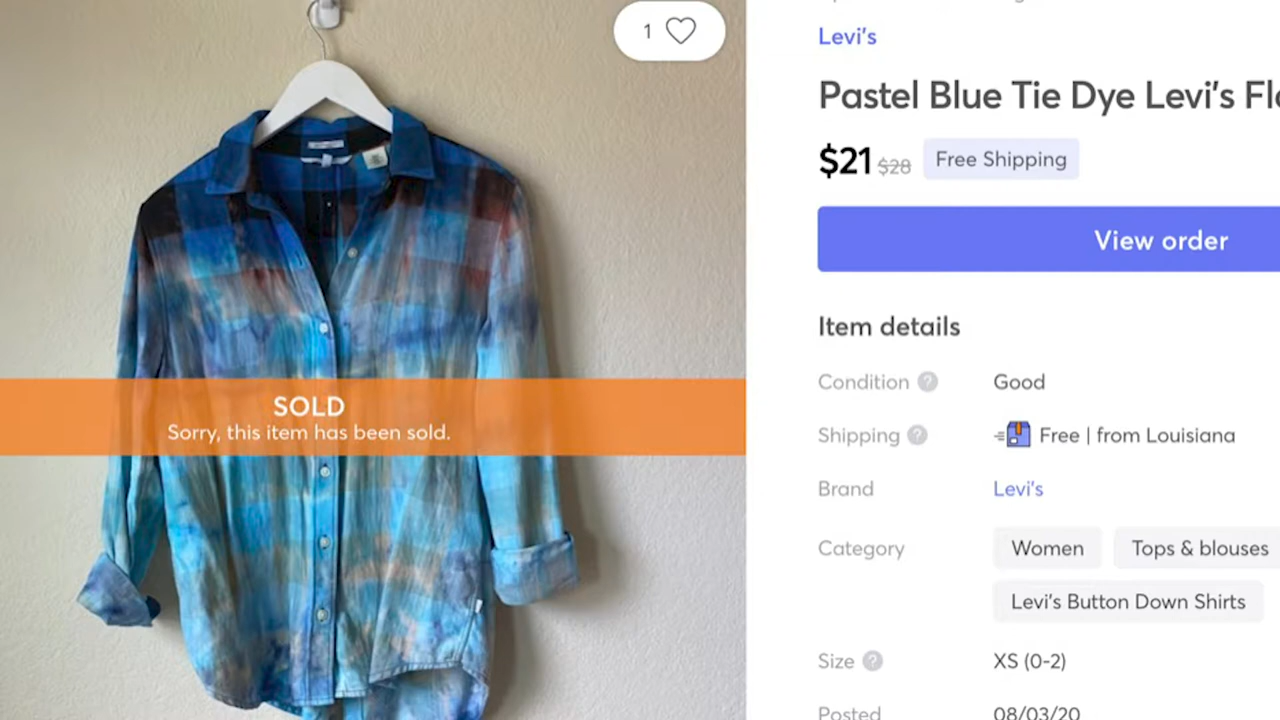 1
Levi's
Pastel Blue Tie Dye Levi's
$21 $28 Free Shipping
View order
SOLD
Sorry, this item has been sold.
Item details
Condition ? Good
Shipping ? Free | from Louisiana
Brand Levi's
Category Women Tops & blouses
Levi's Button Down Shirts
Size ? XS (0-2)
Posted 08/03/20